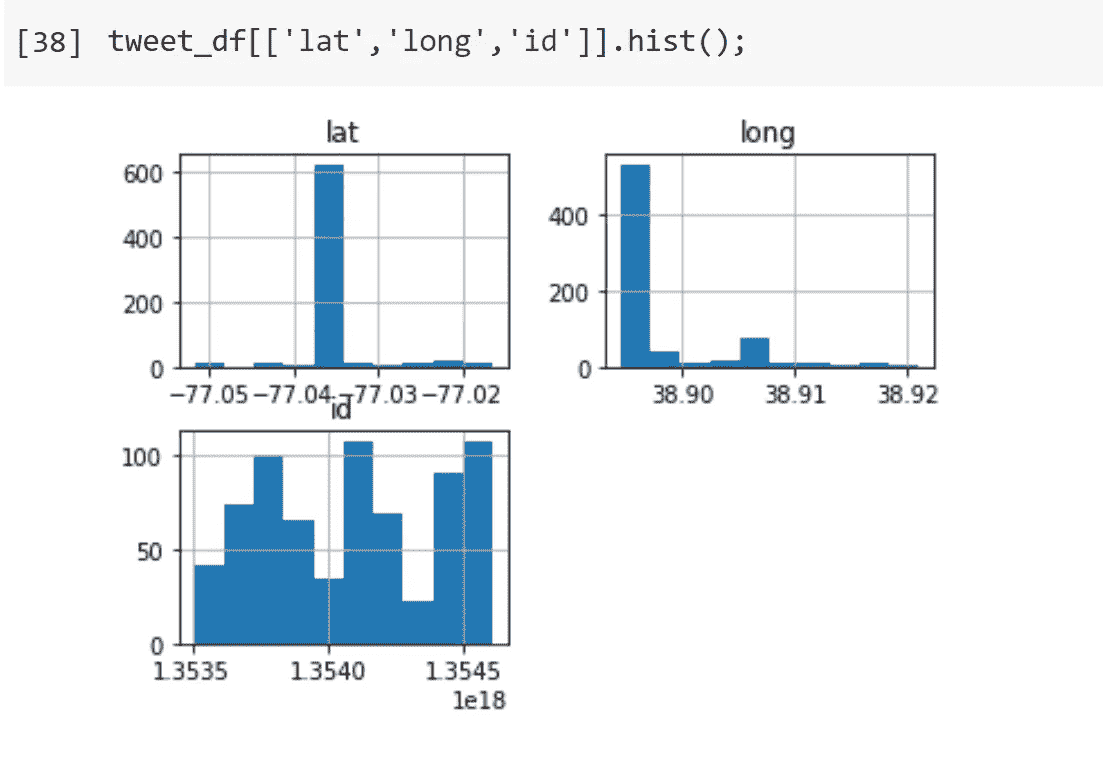 [38] tweet_df[['lat','long','id']].hist();
lat
long
600
400
200
0
400
200
0
−77.05 −77.04 −77.03 −77.02
38.90 38.91 38.92
id
100
50
0
1.3535 1.3540 1.3545
1e18